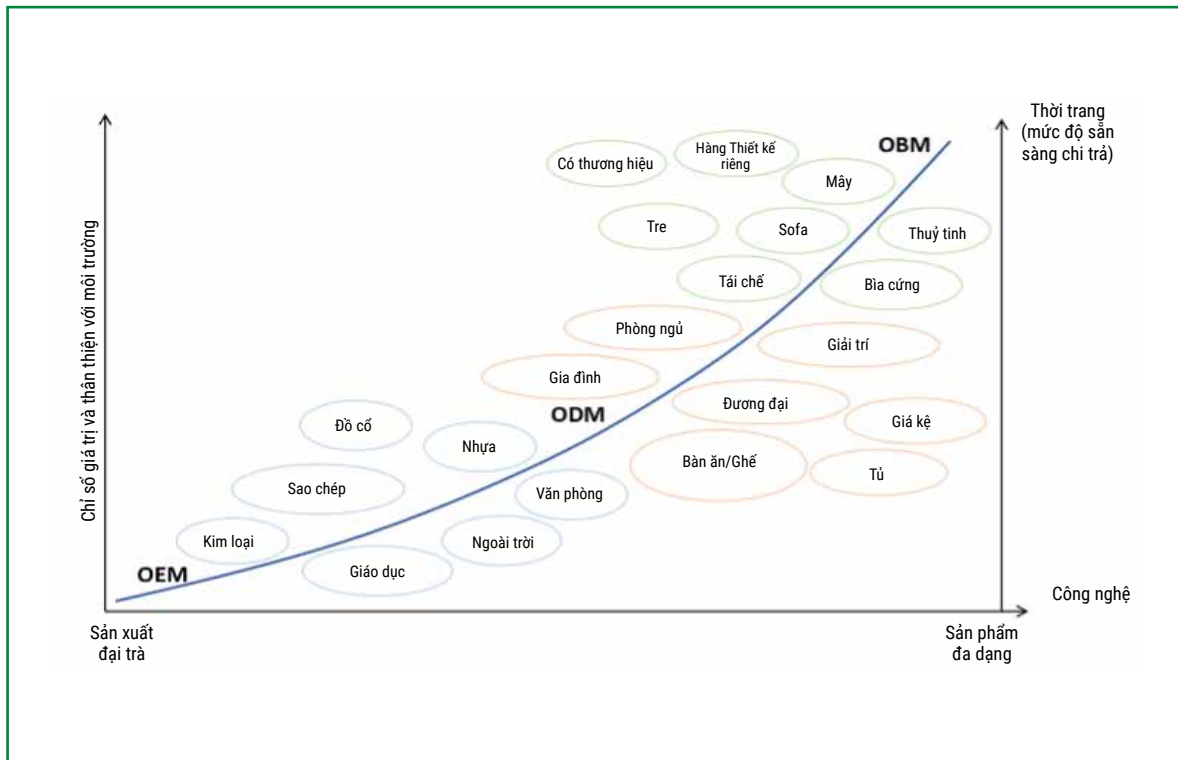 Thời trang
(mức độ sẵn
sàng chi trả)
OBM
Hàng Thiết kế
riêng
Có thương hiệu
Mây
Tre
Sofa
Thuỷ tinh
Tái chế
Bìa cứng
Phòng ngủ
Giải trí
Gia đình
ODM
Đương đại
Giá kệ
Đồ cổ
Nhựa
Bàn ăn/Ghế
Tủ
Sao chép
Văn phòng
Kim loại
Ngoài trời
OEM
Giáo dục
Chỉ số giá trị và thân thiện với môi trường
Công nghệ
Sản xuất
đại trà
Sản phẩm
đa dạng